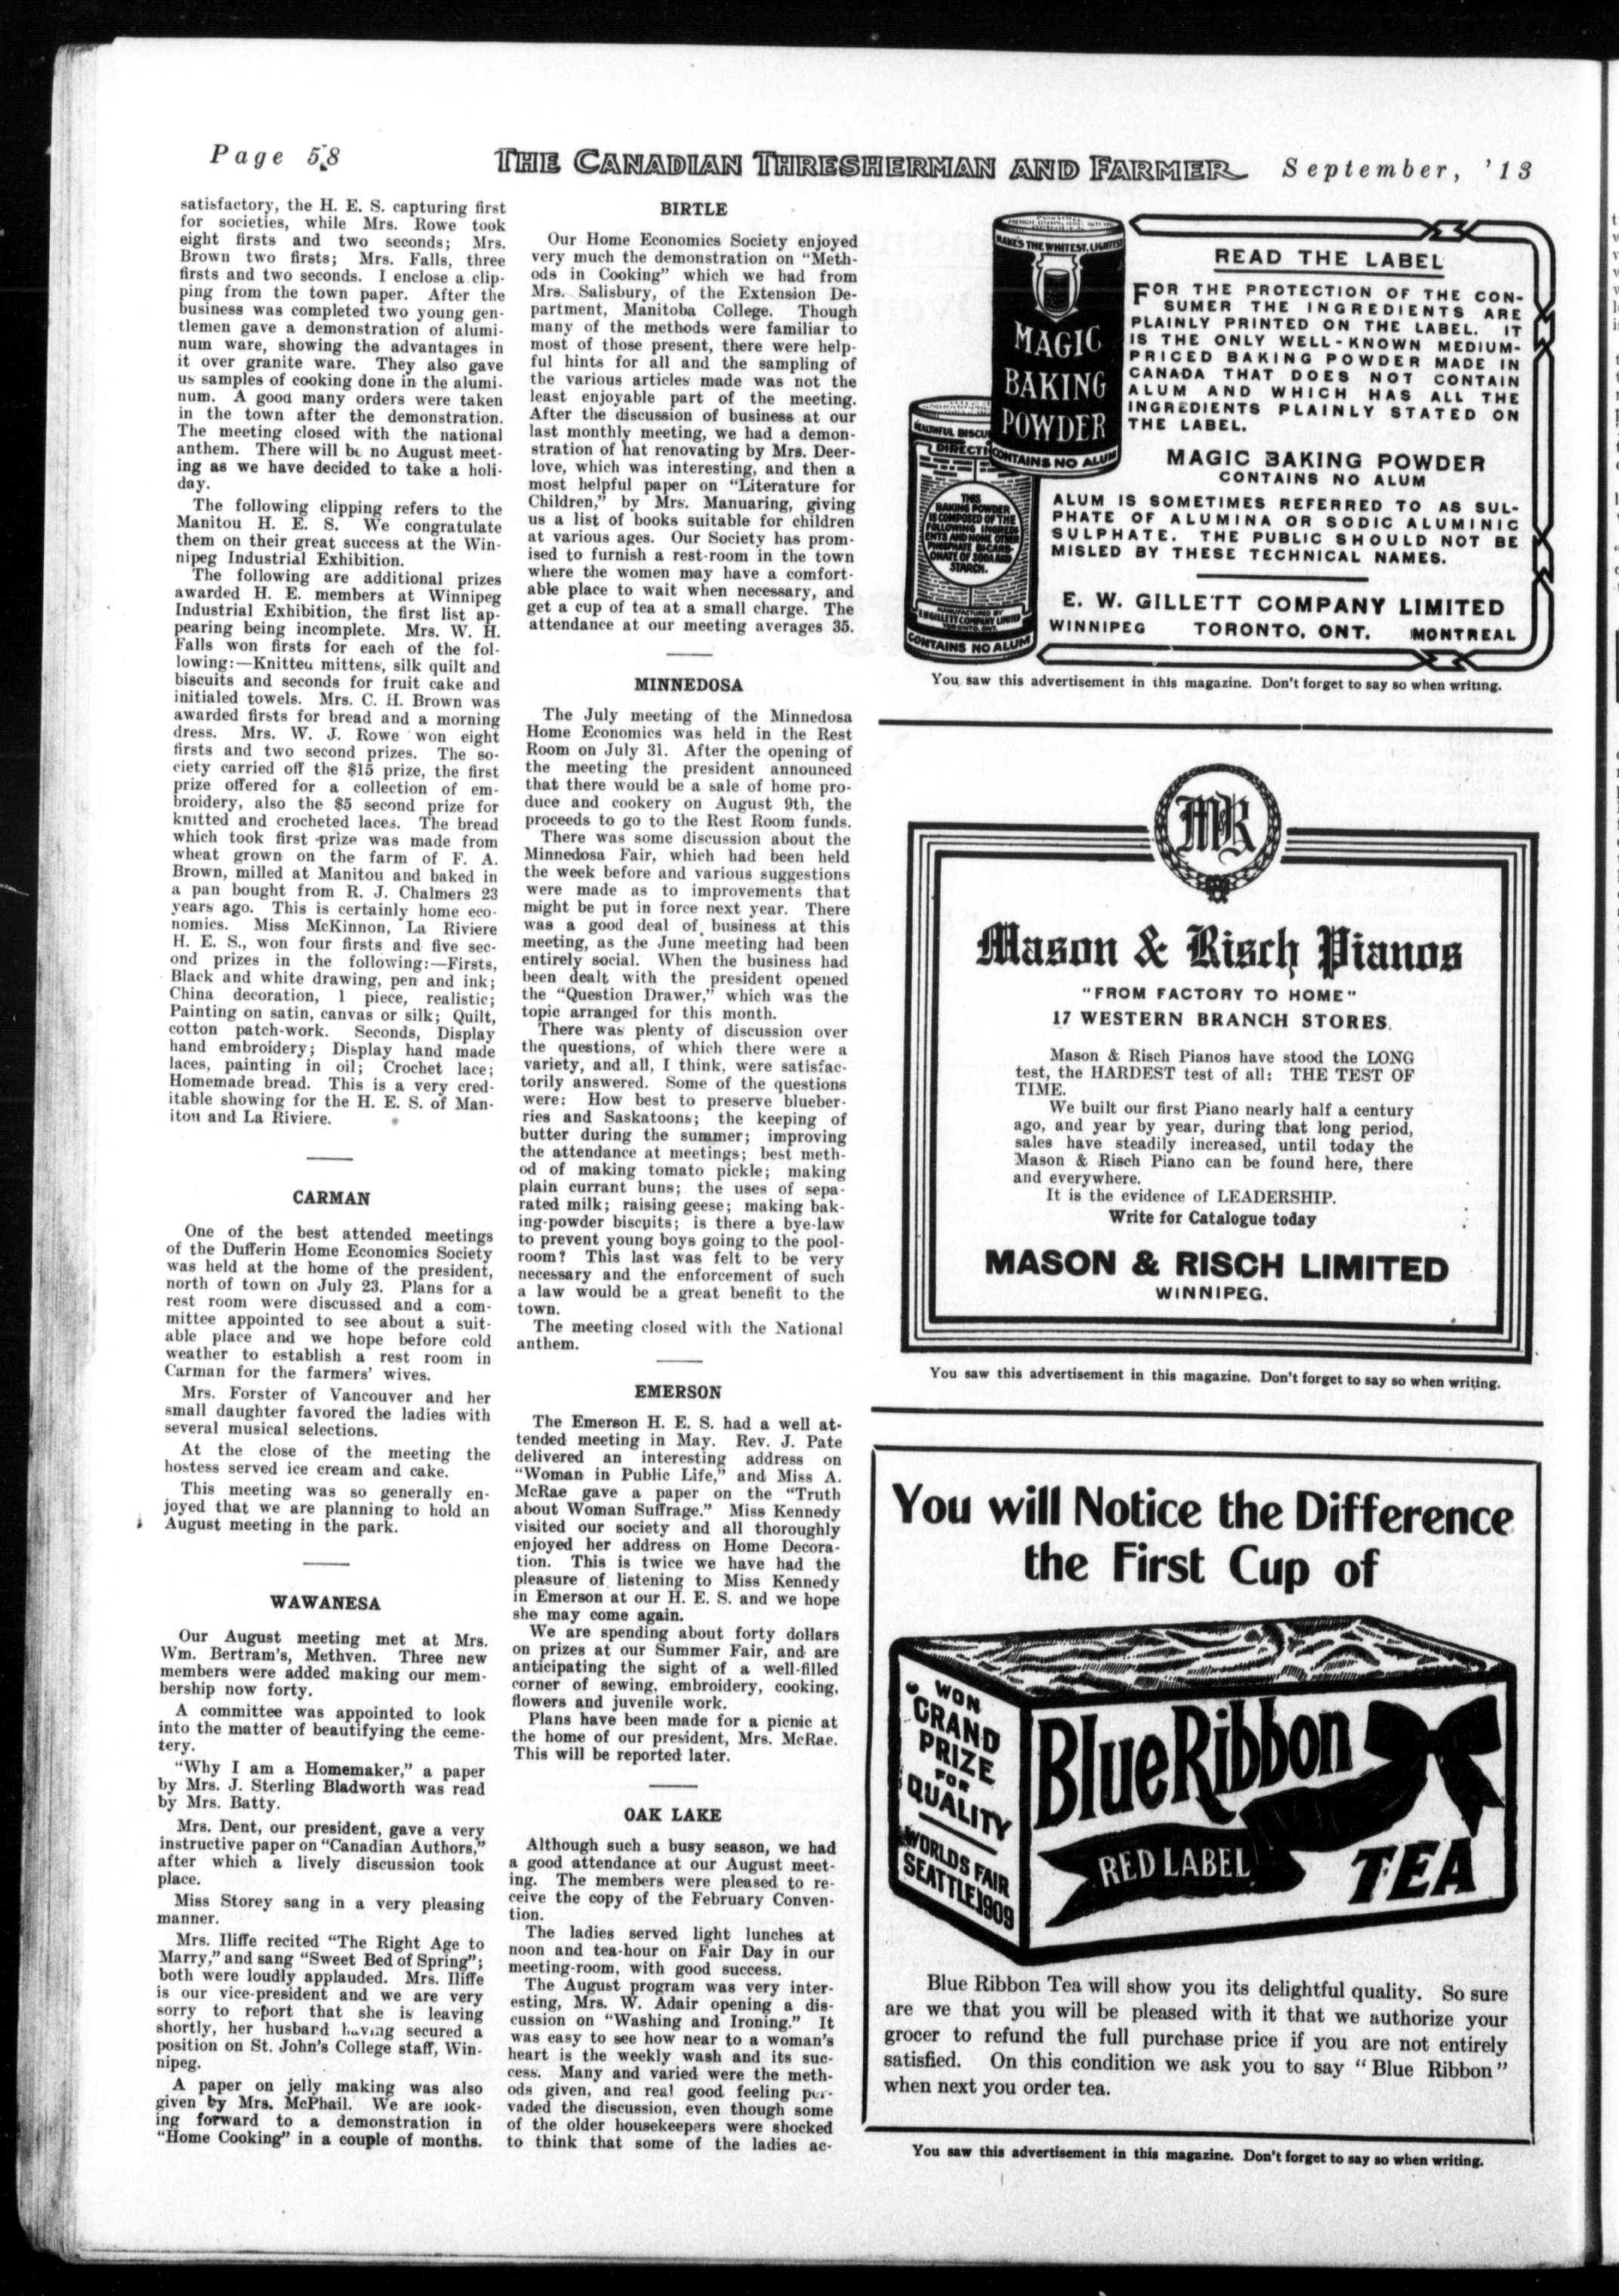 Page 58
THE CANADIAN THRESHERMAN AND FARMER
September, '13
satisfactory, the H. E. S. capturing first
for societies, while Mrs. Rowe took
eight firsts and two seconds; Mrs.
Brown two firsts; Mrs. Falls, three
firsts and two seconds. I enclose a clip-
ping from the town paper. After the
business was completed two young gen-
tlemen gave a demonstration of alumi-
num ware, showing the advantages in
it over granite ware. They also gave
us samples of cooking done in the alumi-
num. A good many orders were taken
in the town after the demonstration.
The meeting closed with the national
anthem. There will be no August meet-
ing as we have decided to take a holi-
day.
The following clipping refers to the
Manitou H. E. S. We congratulate
them on their great success at the Win-
nipeg Industrial Exhibition.
The following are additional prizes
awarded H. E. members at Winnipeg
Industrial Exhibition, the first list ap-
pearing being incomplete. Mrs. W. H.
Falls won firsts for each of the fol-
lowing:—Knitted mittens, silk quilt and
biscuits and seconds for fruit cake and
initialed towels. Mrs. C. H. Brown was
awarded firsts for bread and a morning
dress. Mrs. W. J. Rowe won eight
firsts and two second prizes. The so-
ciety carried off the $15 prize, the first
prize offered for a collection of em-
broidery, also the $5 second prize for
knitted and crocheted laces. The bread
which took first prize was made from
wheat grown on the farm of F. A.
Brown, milled at Manitou and baked in
a pan bought from R. J. Chalmers 23
years ago. This is certainly home eco-
nomics. Miss McKinnon, La Riviere
H. E. S., won four firsts and five sec-
ond prizes in the following:—Firsts,
Black and white drawing, pen and ink;
China decoration, 1 piece, realistic;
Painting on satin, canvas or silk; Quilt,
cotton patch-work. Seconds, Display
hand embroidery; Display hand made
laces, painting in oil; Crochet lace;
Homemade bread. This is a very cred-
itable showing for the H. E. S. of Man-
itou and La Riviere.
CARMAN
One of the best attended meetings
of the Dufferin Home Economics Society
was held at the home of the president,
north of town on July 23. Plans for a
rest room were discussed and a com-
mittee appointed to see about a suit-
able place and we hope before cold
weather to establish a rest room in
Carman for the farmers' wives.
Mrs. Forster of Vancouver and her
small daughter favored the ladies with
several musical selections.
At the close of the meeting the
hostess served ice cream and cake.
This meeting was so generally en-
joyed that we are planning to hold an
August meeting in the park.
WAWANESA
Our August meeting met at Mrs.
Wm. Bertram's, Methven. Three new
members were added making our mem-
bership now forty.
A committee was appointed to look
into the matter of beautifying the ceme-
tery.
"Why I am a Homemaker," a paper
by Mrs. J. Sterling Bladworth was read
by Mrs. Batty.
Mrs. Dent, our president, gave a very
instructive paper on "Canadian Authors,"
after which a lively discussion took
place.
Miss Storey sang in a very pleasing
manner.
Mrs. Iliffe recited "The Right Age to
Marry," and sang "Sweet Bed of Spring";
both were loudly applauded. Mrs. Iliffe
is our vice-president and we are very
sorry to report that she is leaving
shortly, her husband having secured a
position on St. John's College staff, Win-
nipeg.
A paper on jelly making was also
given by Mrs. McPhail. We are look-
ing forward to a demonstration in
"Home Cooking" in a couple of months.
BIRTLE
Our Home Economics Society enjoyed
very much the demonstration on "Meth-
ods in Cooking" which we had from
Mrs. Salisbury, of the Extension De-
partment, Manitoba College. Though
many of the methods were familiar to
most of those present, there were help-
ful hints for all and the sampling of
the various articles made was not the
least enjoyable part of the meeting.
After the discussion of business at our
last monthly meeting, we had a demon-
stration of hat renovating by Mrs. Deer-
love, which was interesting, and then a
most helpful paper on "Literature for
Children," by Mrs. Manuaring, giving
us a list of books suitable for children
at various ages. Our Society has prom-
ised to furnish a rest-room in the town
where the women may have a comfort-
able place to wait when necessary, and
get a cup of tea at a small charge. The
attendance at our meeting averages 35.
MINNEDOSA
The July meeting of the Minnedosa
Home Economics was held in the Rest
Room on July 31. After the opening of
the meeting the president announced
that there would be a sale of home pro-
duce and cookery on August 9th, the
proceeds to go to the Rest Room funds.
There was some discussion about the
Minnedosa Fair, which had been held
the week before and various suggestions
were made as to improvements that
might be put in force next year. There
was a good deal of business at this
meeting, as the June meeting had been
entirely social. When the business had
been dealt with the president opened
the "Question Drawer," which was the
topic arranged for this month.
There was plenty of discussion over
the questions, of which there were a
variety, and all, I think, were satisfac-
torily answered. Some of the questions
were: How best to preserve blueber-
ries and Saskatoons; the keeping of
butter during the summer; improving
the attendance at meetings; best meth-
od of making tomato pickle; making
plain currant buns; the uses of sepa-
rated milk; raising geese; making bak-
ing-powder biscuits; is there a bye-law
to prevent young boys going to the pool-
room? This last was felt to be very
necessary and the enforcement of such
a law would be a great benefit to the
town.
The meeting closed with the National
anthem.
EMERSON
The Emerson H. E. S. had a well at-
tended meeting in May. Rev. J. Pate
delivered an interesting address on
"Woman in Public Life," and Miss A.
McRae gave a paper on the "Truth
about Woman Suffrage." Miss Kennedy
visited our society and all thoroughly
enjoyed her address on Home Decora-
tion. This is twice we have had the
pleasure of listening to Miss Kennedy
in Emerson at our H. E. S. and we hope
she may come again.
We are spending about forty dollars
on prizes at our Summer Fair, and are
anticipating the sight of a well-filled
corner of sewing, embroidery, cooking,
flowers and juvenile work.
Plans have been made for a picnic at
the home of our president, Mrs. McRae.
This will be reported later.
OAK LAKE
Although such a busy season, we had
a good attendance at our August meet-
ing. The members were pleased to re-
ceive the copy of the February Conven-
tion.
The ladies served light lunches at
noon and tea-hour on Fair Day in our
meeting-room, with good success.
The August program was very inter-
esting, Mrs. W. Adair opening a dis-
cussion on "Washing and Ironing." It
was easy to see how near to a woman's
heart is the weekly wash and its suc-
cess. Many and varied were the meth-
ods given, and real good feeling per-
vaded the discussion, even though some
of the older housekeepers were shocked
to think that some of the ladies ac-
MAKES THE WHITEST, LIGHTEST
MAGIC
BAKING
POWDER
CONTAINS NO ALUM
HEALTHFUL BISCU
DIRECTI
THIS
BAKING POWDER
IS COMPOSED OF THE
FOLLOWING INGREDI-
ENTS AND NONE OTHER
PHOSPHATE BI-CARB-
ONATE OF SODA AND
STARCH.
MANUFACTURED BY
E.W.GILLETT COMPANY LIMITED
TORONTO, ONT.
CONTAINS NO ALUM
READ THE LABEL
FOR THE PROTECTION OF THE CON-
SUMER THE INGREDIENTS ARE
PLAINLY PRINTED ON THE LABEL. IT
IS THE ONLY WELL-KNOWN MEDIUM-
PRICED BAKING POWDER MADE IN
CANADA THAT DOES NOT CONTAIN
ALUM AND WHICH HAS ALL THE
INGREDIENTS PLAINLY STATED ON
THE LABEL.
MAGIC BAKING POWDER
CONTAINS NO ALUM
ALUM IS SOMETIMES REFERRED TO AS SUL-
PHATE OF ALUMINA OR SODIC ALUMINIC
SULPHATE. THE PUBLIC SHOULD NOT BE
MISLED BY THESE TECHNICAL NAMES.
E. W. GILLETT COMPANY LIMITED
WINNIPEG TORONTO, ONT. MONTREAL
You saw this advertisement in this magazine. Don't forget to say so when writing.
MR
Mason & Risch Pianos
"FROM FACTORY TO HOME"
17 WESTERN BRANCH STORES.
Mason & Risch Pianos have stood the LONG
test, the HARDEST test of all: THE TEST OF
TIME.
We built our first Piano nearly half a century
ago, and year by year, during that long period,
sales have steadily increased, until today the
Mason & Risch Piano can be found here, there
and everywhere.
It is the evidence of LEADERSHIP.
Write for Catalogue today
MASON & RISCH LIMITED
WINNIPEG.
You saw this advertisement in this magazine. Don't forget to say so when writing.
You will Notice the Difference
the First Cup of
WON
GRAND
PRIZE
FOR
QUALITY
WORLDS FAIR
SEATTLE 1909
Blue Ribbon
RED LABEL
TEA
Blue Ribbon Tea will show you its delightful quality. So sure
are we that you will be pleased with it that we authorize your
grocer to refund the full purchase price if you are not entirely
satisfied. On this condition we ask you to say "Blue Ribbon"
when next you order tea.
You saw this advertisement in this magazine. Don't forget to say so when writing.